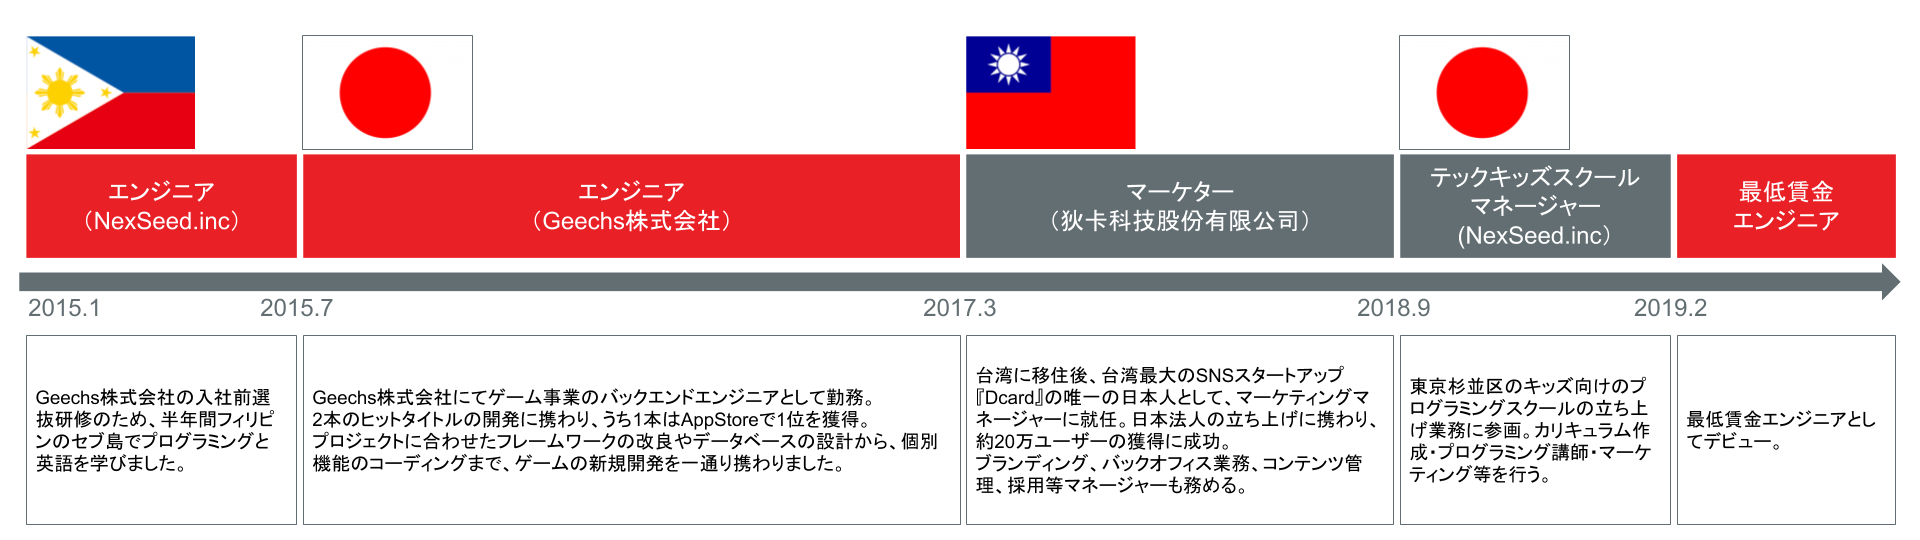 エンジニア
（NexSeed.inc）
エンジニア
（Geechs株式会社）
マーケター
（狄卡科技股份有限公司）
テックキッズスクール
マネージャー
(NexSeed.inc）
最低賃金
エンジニア
2015.1
2015.7
2017.3
2018.9
2019.2
Geechs株式会社の入社前選
抜研修のため、半年間フィリピ
ンのセブ島でプログラミングと
英語を学びました。
Geechs株式会社にてゲーム事業のバックエンドエンジニアとして勤務。
2本のヒットタイトルの開発に携わり、うち1本はAppStoreで1位を獲得。
プロジェクトに合わせたフレームワークの改良やデータベースの設計から、個別
機能のコーディングまで、ゲームの新規開発を一通り携わりました。
台湾に移住後、台湾最大のSNSスタートアップ
『Dcard』の唯一の日本人として、マーケティングマ
ネージャーに就任。日本法人の立ち上げに携わり、
約20万ユーザーの獲得に成功。
ブランディング、バックオフィス業務、コンテンツ管
理、採用等マネージャーも務める。
東京杉並区のキッズ向けのプ
ログラミングスクールの立ち上
げ業務に参画。カリキュラム作
成・プログラミング講師・マーケ
ティング等を行う。
最低賃金エンジニアとし
てデビュー。